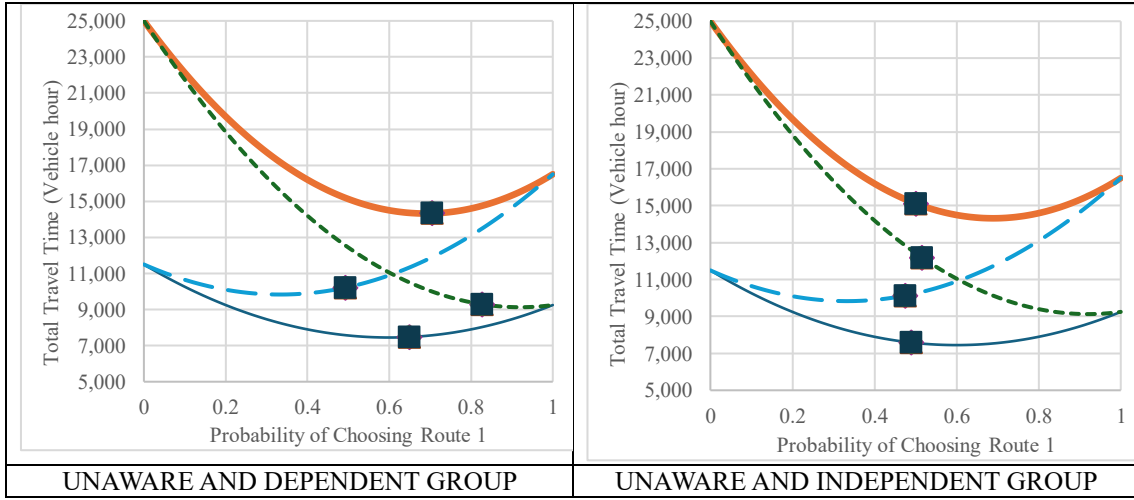 25,000
23,000
21,000
19,000
17,000
15,000
13,000
11,000
9,000
7,000
5,000
Total Travel Time (Vehicle hour)
0 0.2 0.4 0.6 0.8 1
Probability of Choosing Route 1
UNAWARE AND DEPENDENT GROUP
25,000
23,000
21,000
19,000
17,000
15,000
13,000
11,000
9,000
7,000
5,000
Total Travel Time (Vehicle hour)
0 0.2 0.4 0.6 0.8 1
Probability of Choosing Route 1
UNAWARE AND INDEPENDENT GROUP